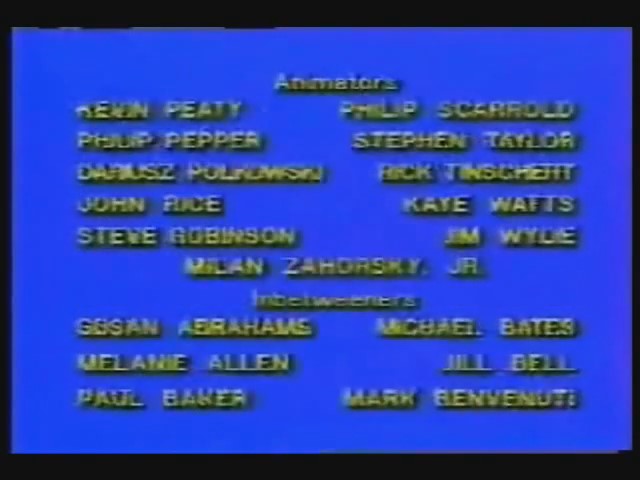 Animators
KEVIN PEATY PHILIP SCARROLD
PHILIP PEPPER STEPHEN TAYLOR
DARIUSZ POLKOWSKI RICK TINSCHERT
JOHN RICE KAYE WATTS
STEVE ROBINSON JIM WYLIE
MILAN ZAHORSKY, JR.
Inbetweeners
SUSAN ABRAHAMS MICHAEL BATES
MELANIE ALLEN JILL BELL
PAUL BAKER MARK BENVENUTI